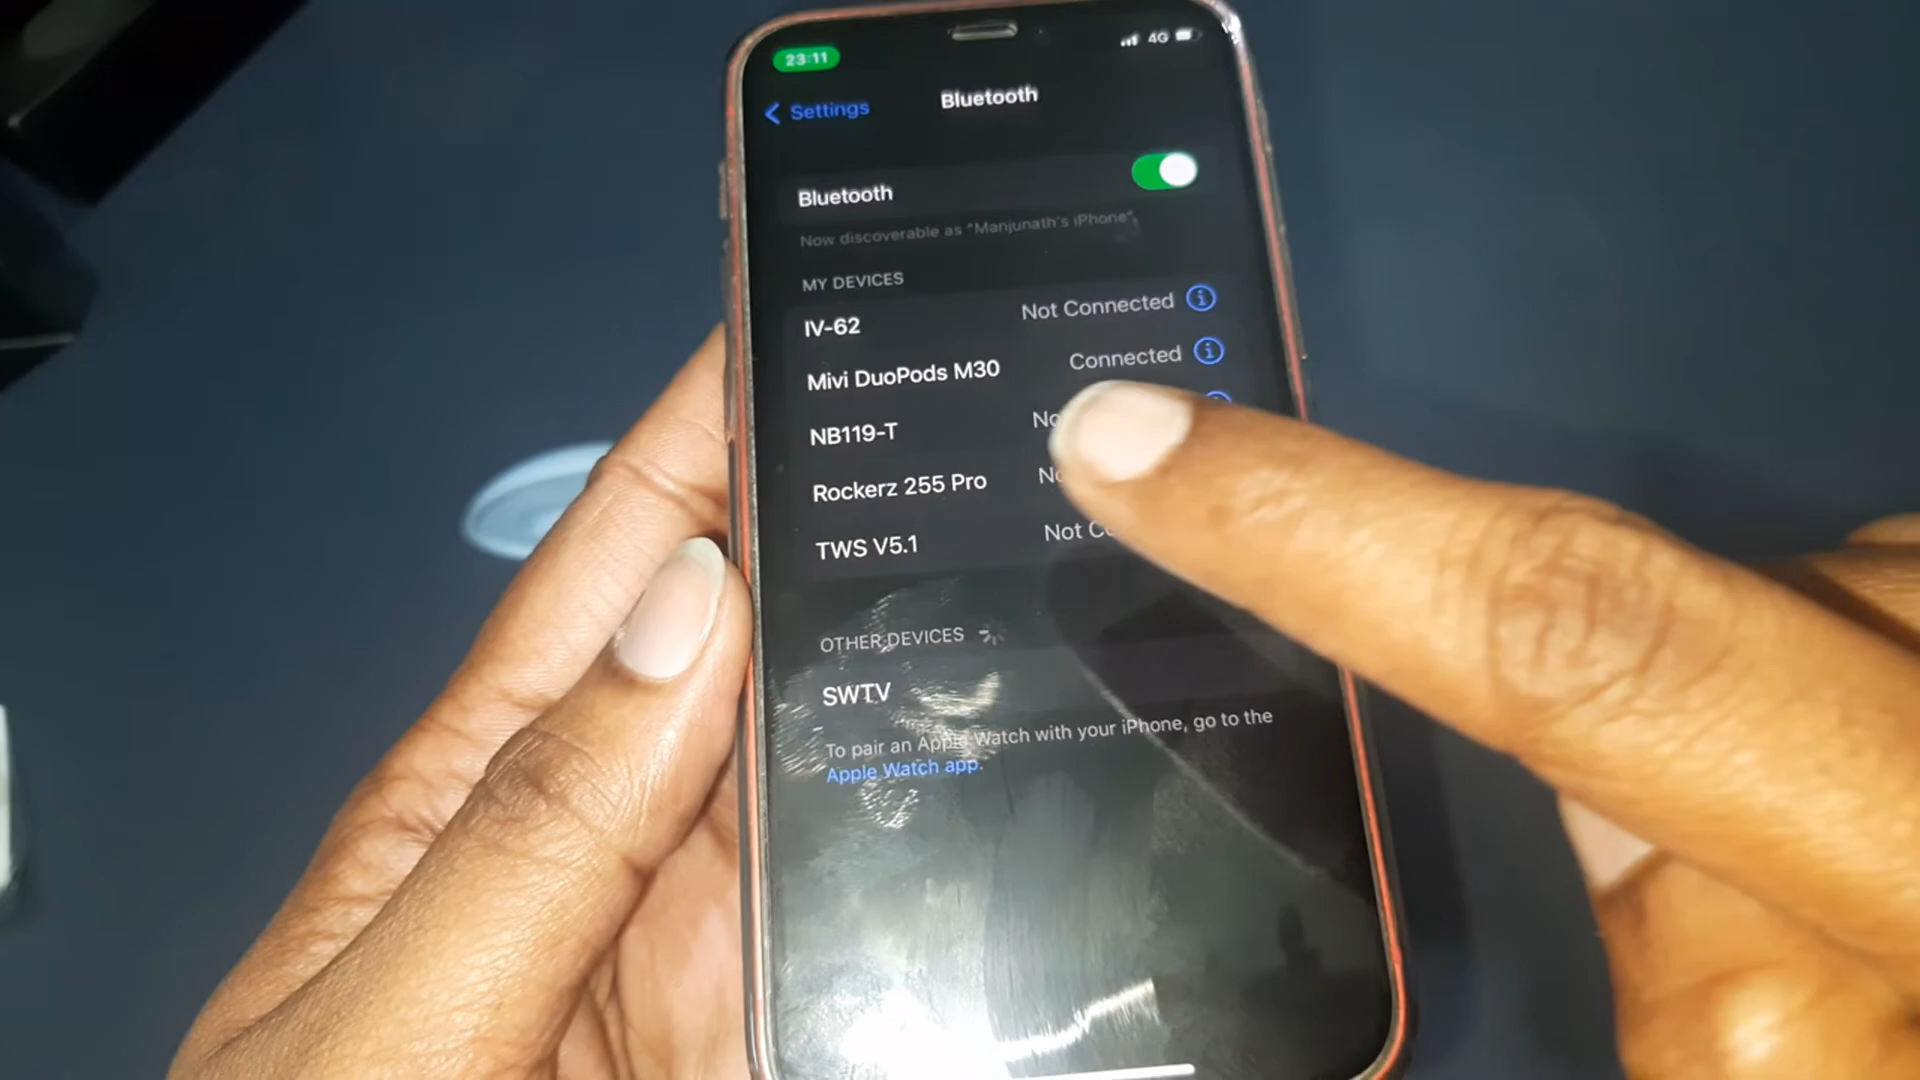 23:11 4G
Settings Bluetooth
Bluetooth
Now discoverable as "Manjunath's iPhone".
MY DEVICES
IV-62 Not Connected
Mivi DuoPods M30 Connected
NB119-T
Rockerz 255 Pro
TWS V5.1 Not
OTHER DEVICES
SWTV
To pair an Apple Watch with your iPhone, go to the
Apple Watch app.